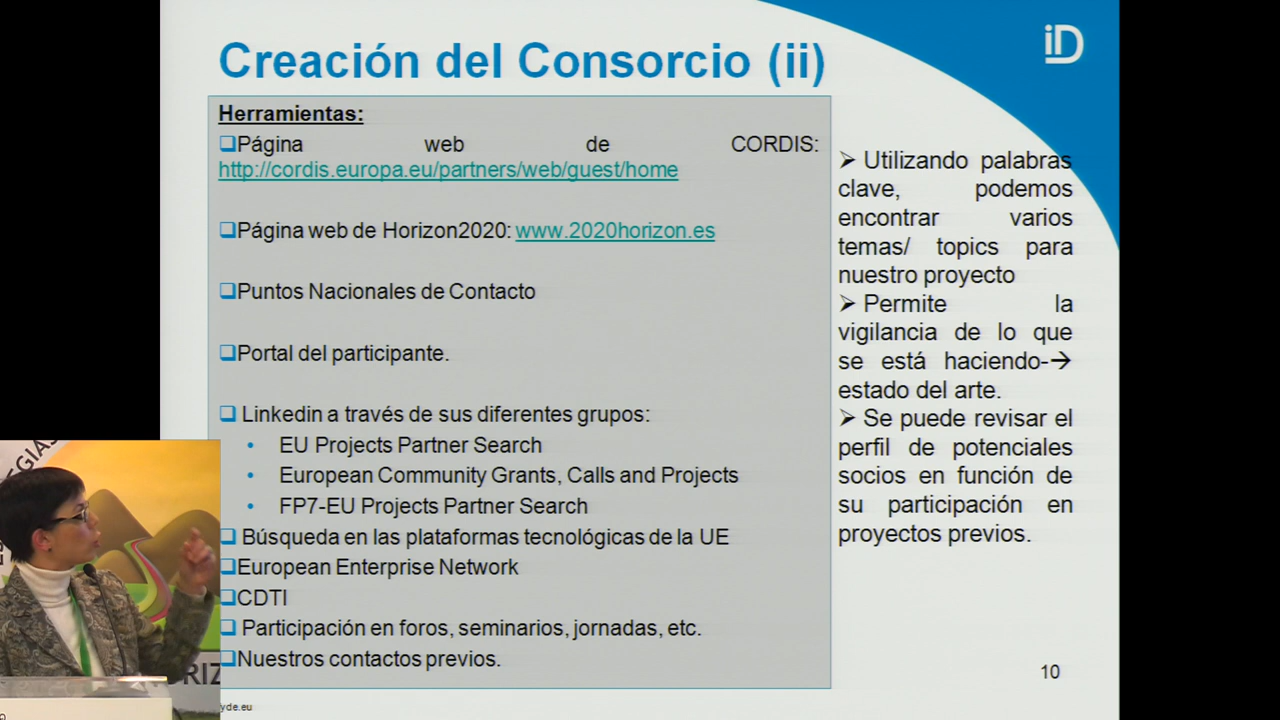 Creación del Consorcio (ii)
iD
Herramientas:
Página web de CORDIS:
http://cordis.europa.eu/partners/web/guest/home
Página web de Horizon2020: www.2020horizon.es
Puntos Nacionales de Contacto
Portal del participante.
Linkedin a través de sus diferentes grupos:
• EU Projects Partner Search
• European Community Grants, Calls and Projects
• FP7-EU Projects Partner Search
Búsqueda en las plataformas tecnológicas de la UE
European Enterprise Network
CDTI
Participación en foros, seminarios, jornadas, etc.
Nuestros contactos previos.
➢ Utilizando palabras
clave, podemos
encontrar varios
temas/ topics para
nuestro proyecto
➢ Permite la
vigilancia de lo que
se está haciendo-→
estado del arte.
➢ Se puede revisar el
perfil de potenciales
socios en función de
su participación en
proyectos previos.
10
yde.eu